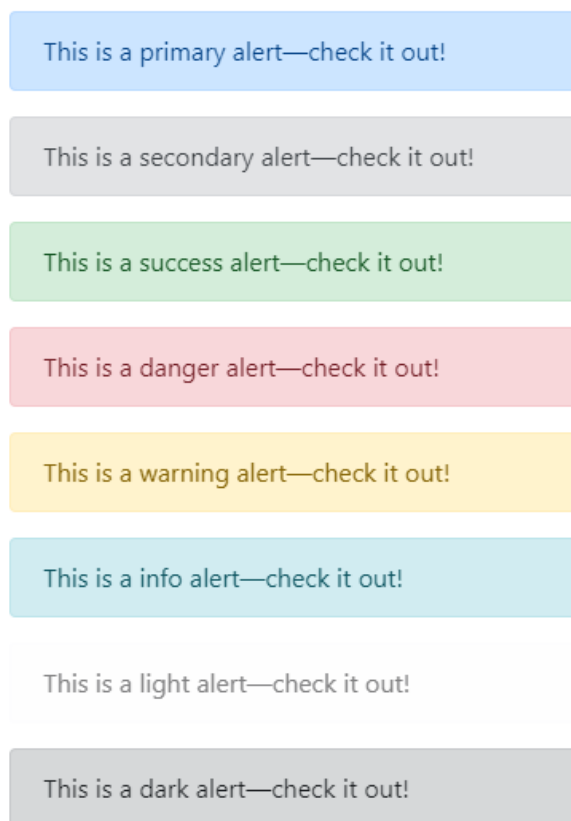 This is a primary alert—check it out!
This is a secondary alert—check it out!
This is a success alert—check it out!
This is a danger alert—check it out!
This is a warning alert—check it out!
This is a info alert—check it out!
This is a light alert—check it out!
This is a dark alert—check it out!